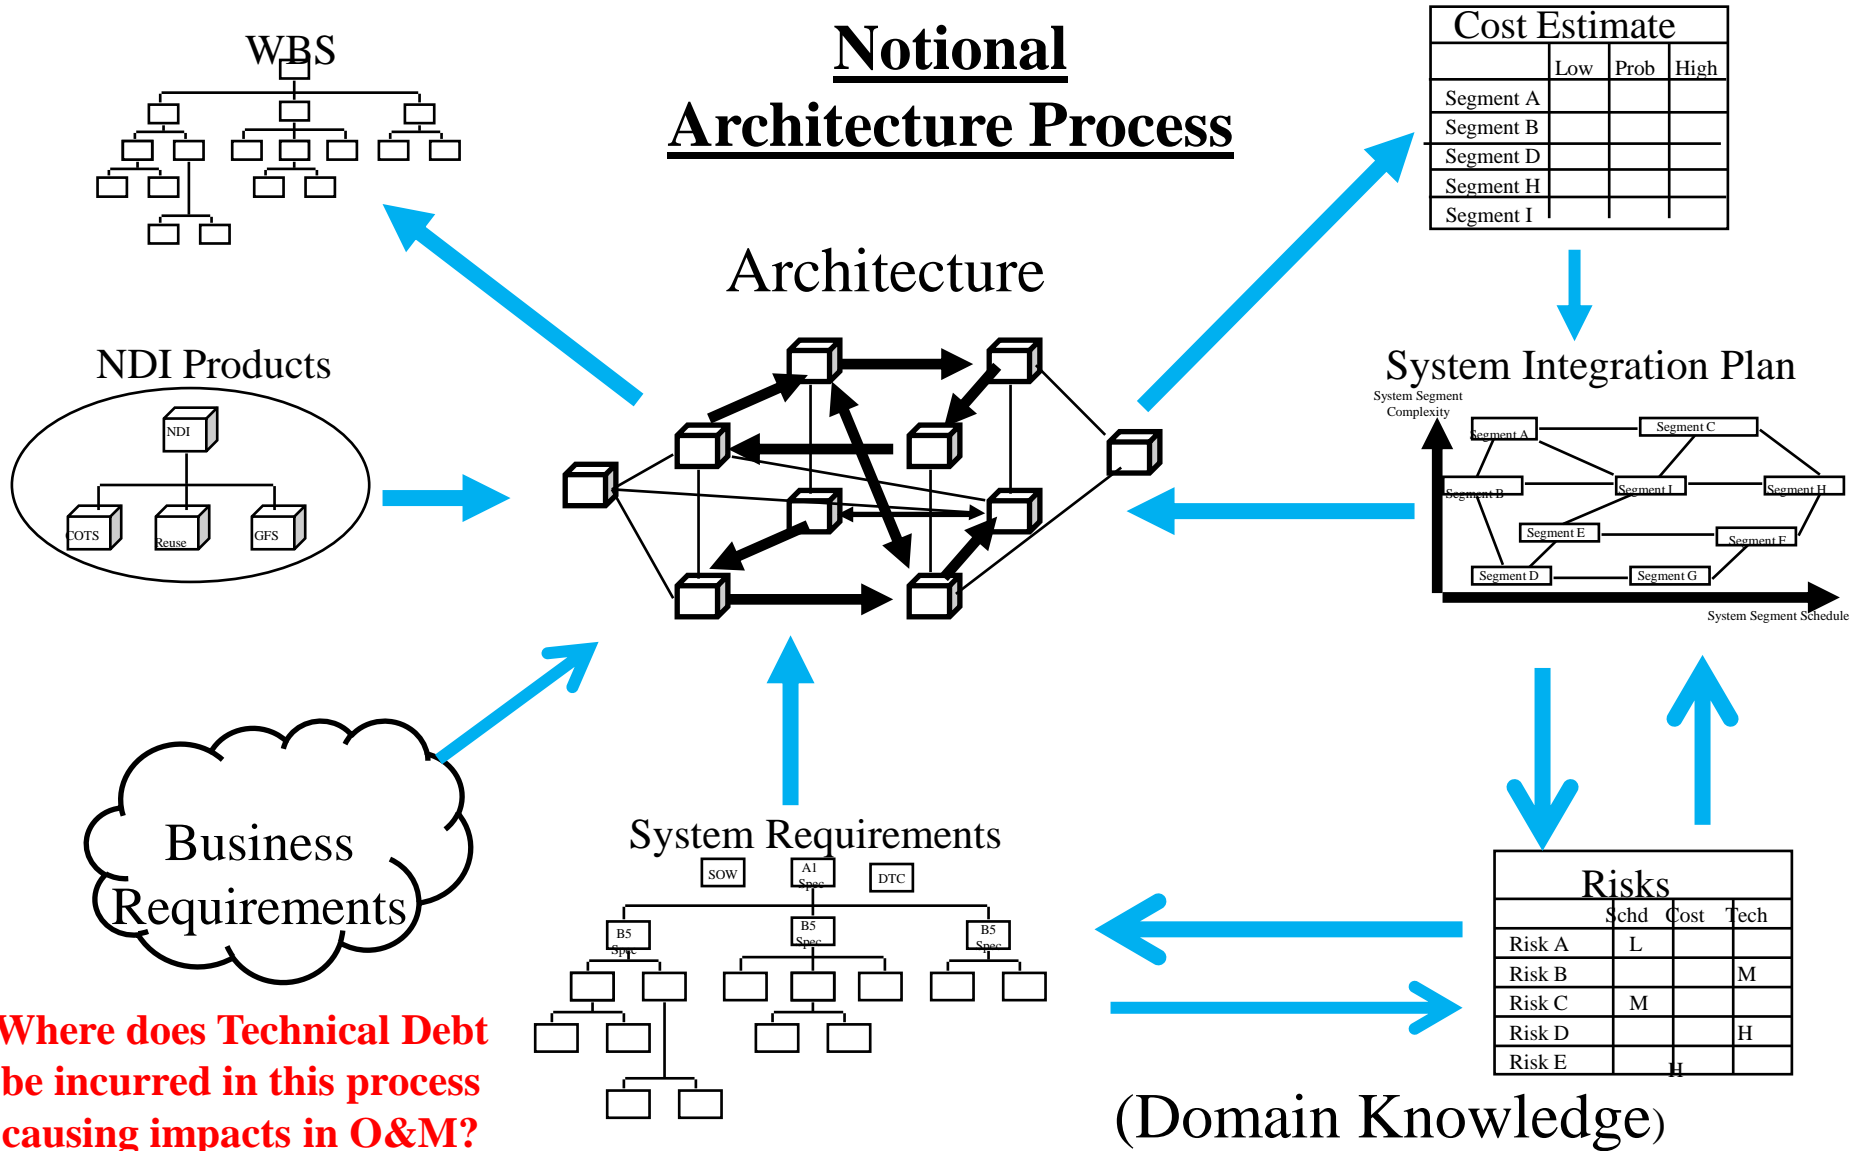 Notional
Architecture Process
WBS
Cost Estimate
Low Prob High
Segment A
Segment B
Segment D
Segment H
Segment I
Architecture
NDI Products
NDI
COTS Reuse GFS
System Integration Plan
System Segment
Complexity
Segment A
Segment C
Segment B
Segment I
Segment H
Segment E
Segment F
Segment D
Segment G
System Segment Schedule
Business
Requirements
System Requirements
SOW
A1
Spec
DTC
B5
Spec
B5
Spec
B5
Spec
Risks
Schd Cost Tech
Risk A L
Risk B M
Risk C M
Risk D H
Risk E H
Where does Technical Debt
be incurred in this process
causing impacts in O&M?
(Domain Knowledge)